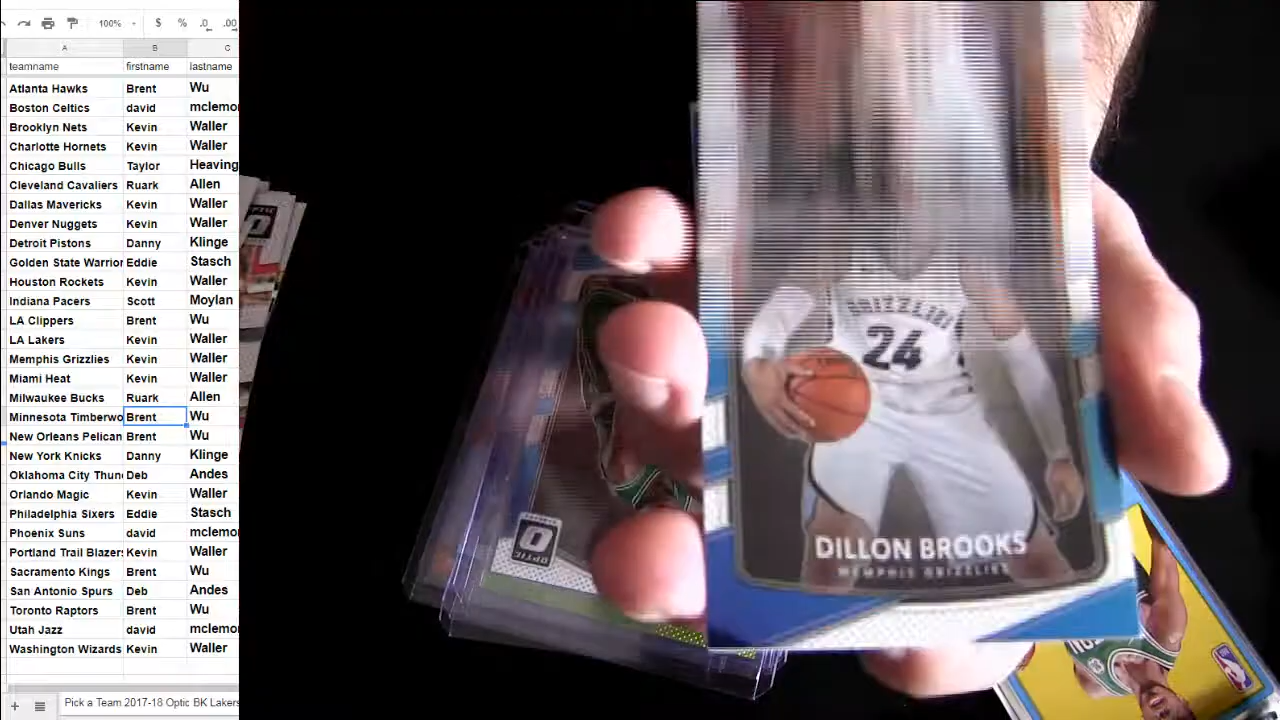 100% $ % .0 .00
A B C
teamname firstname lastname
Atlanta Hawks Brent Wu
Boston Celtics david mclemor
Brooklyn Nets Kevin Waller
Charlotte Hornets Kevin Waller
Chicago Bulls Taylor Heaving
Cleveland Cavaliers Ruark Allen
Dallas Mavericks Kevin Waller
Denver Nuggets Kevin Waller
Detroit Pistons Danny Klinge
Golden State Warrior Eddie Stasch
Houston Rockets Kevin Waller
Indiana Pacers Scott Moylan
LA Clippers Brent Wu
LA Lakers Kevin Waller
Memphis Grizzlies Kevin Waller
Miami Heat Kevin Waller
Milwaukee Bucks Ruark Allen
Minnesota Timberwo Brent Wu
New Orleans Pelican Brent Wu
New York Knicks Danny Klinge
Oklahoma City Thun Deb Andes
Orlando Magic Kevin Waller
Philadelphia Sixers Eddie Stasch
Phoenix Suns david mclemor
Portland Trail Blazers Kevin Waller
Sacramento Kings Brent Wu
San Antonio Spurs Deb Andes
Toronto Raptors Brent Wu
Utah Jazz david mclemor
Washington Wizards Kevin Waller
Pick a Team 2017-18 Optic BK Lakers
GRIZZLIES
24
DILLON BROOKS
MEMPHIS GRIZZLIES
OPTIC